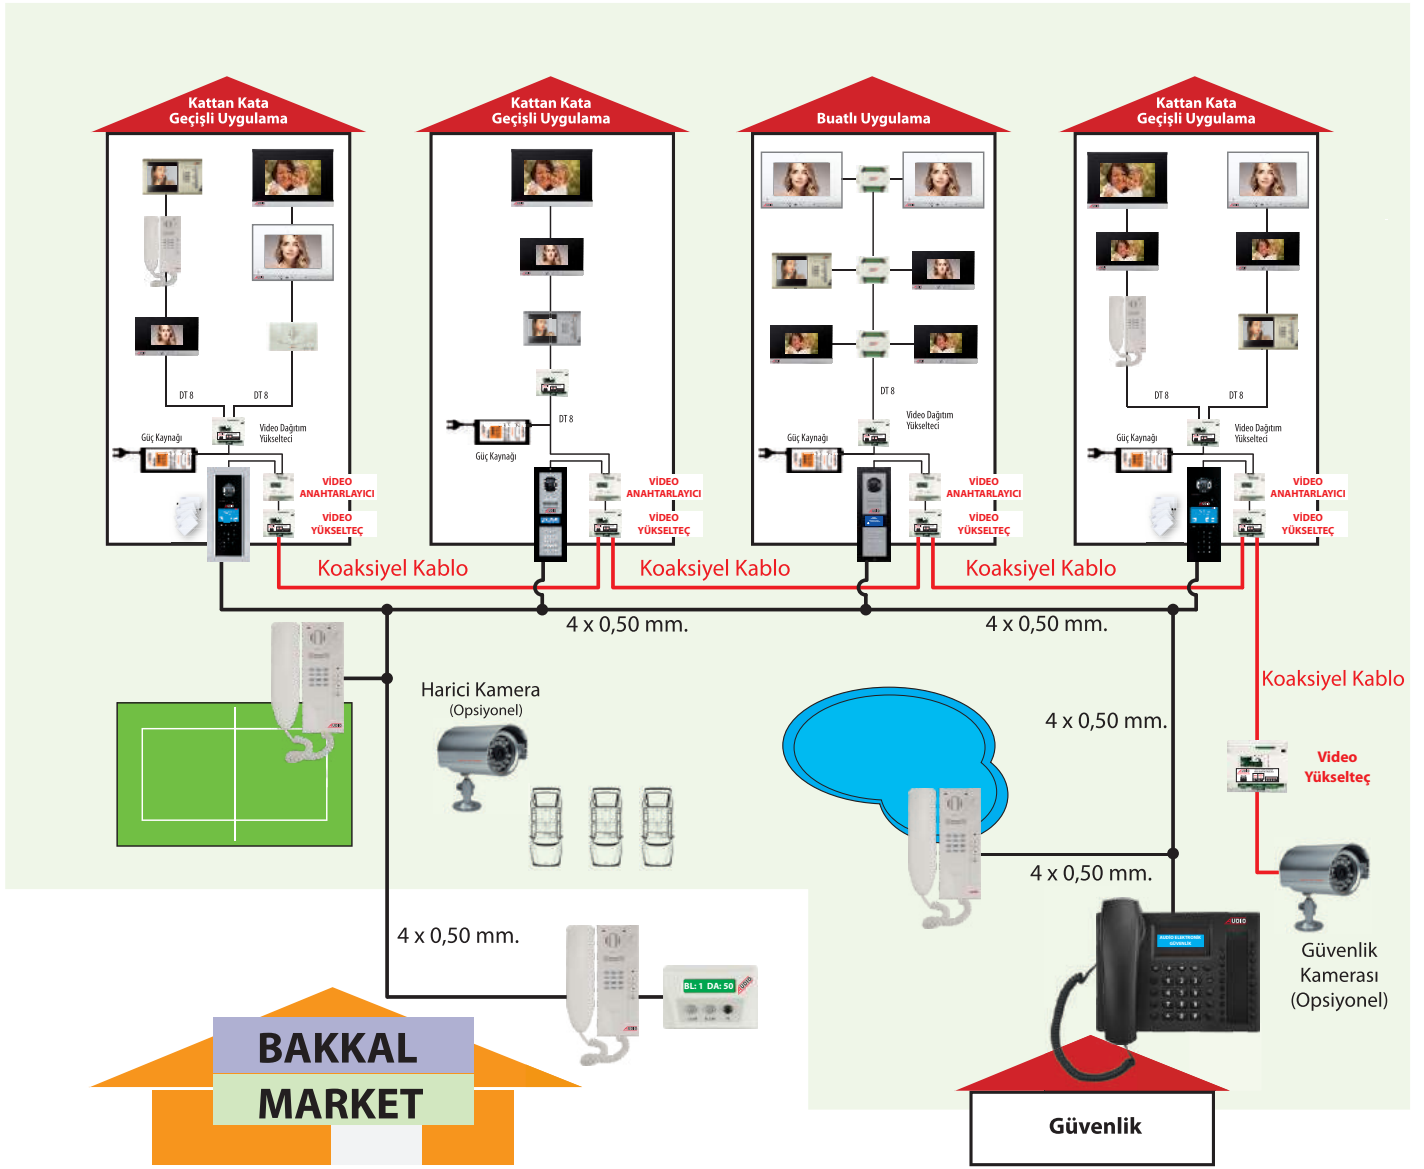 Kattan Kata
Geçişli Uygulama
Kattan Kata
Geçişli Uygulama
Buatlı Uygulama
Kattan Kata
Geçişli Uygulama
DT 8
DT 8
Video Dağıtım
Yükselteci
Güç Kaynağı
VİDEO
ANAHTARLAYICI
VİDEO
YÜKSELTEÇ
DT 8
Güç Kaynağı
VİDEO
ANAHTARLAYICI
VİDEO
YÜKSELTEÇ
DT 8
Video Dağıtım
Yükselteci
Güç Kaynağı
VİDEO
ANAHTARLAYICI
VİDEO
YÜKSELTEÇ
DT 8
DT 8
Video Dağıtım
Yükselteci
Güç Kaynağı
VİDEO
ANAHTARLAYICI
VİDEO
YÜKSELTEÇ
Koaksiyel Kablo
Koaksiyel Kablo
Koaksiyel Kablo
4 x 0,50 mm.
4 x 0,50 mm.
Harici Kamera
(Opsiyonel)
Koaksiyel Kablo
4 x 0,50 mm.
Video
Yükselteç
4 x 0,50 mm.
4 x 0,50 mm.
AUDIO
AUDIO ELEKTRONİK
GÜVENLİK
Güvenlik
Kamerası
(Opsiyonel)
BL: 1 DA: 50
AUDIO
BAKKAL
MARKET
Güvenlik